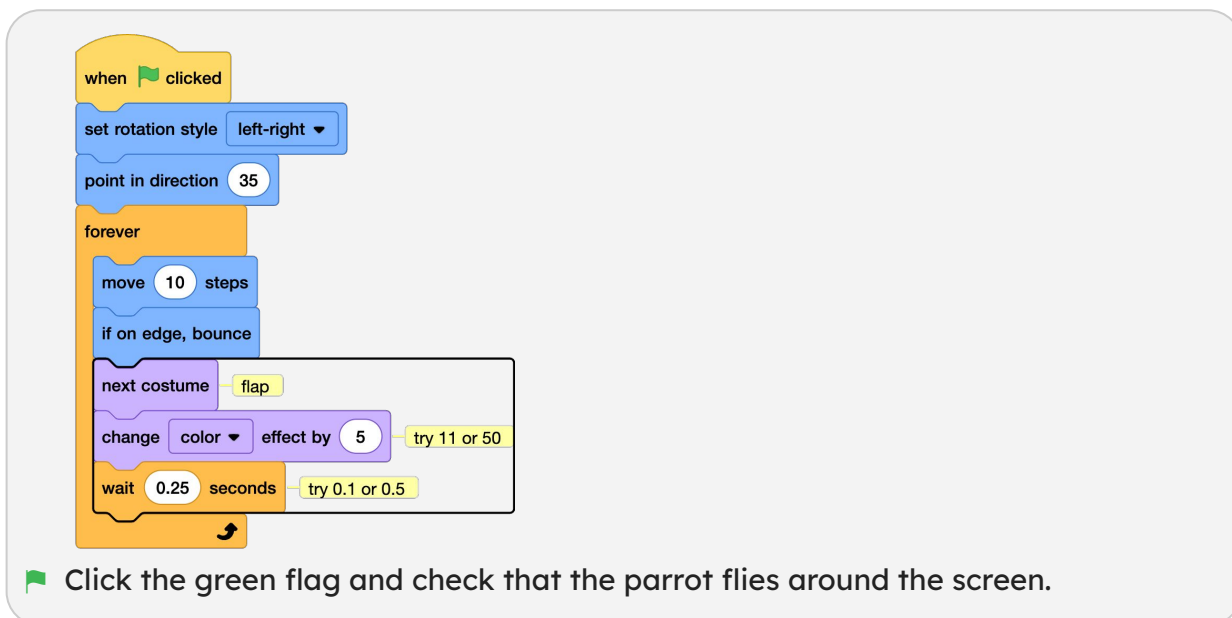 when clicked
set rotation style left-right
point in direction 35
forever
move 10 steps
if on edge, bounce
next costume flap
change color effect by 5 try 11 or 50
wait 0.25 seconds try 0.1 or 0.5
Click the green flag and check that the parrot flies around the screen.